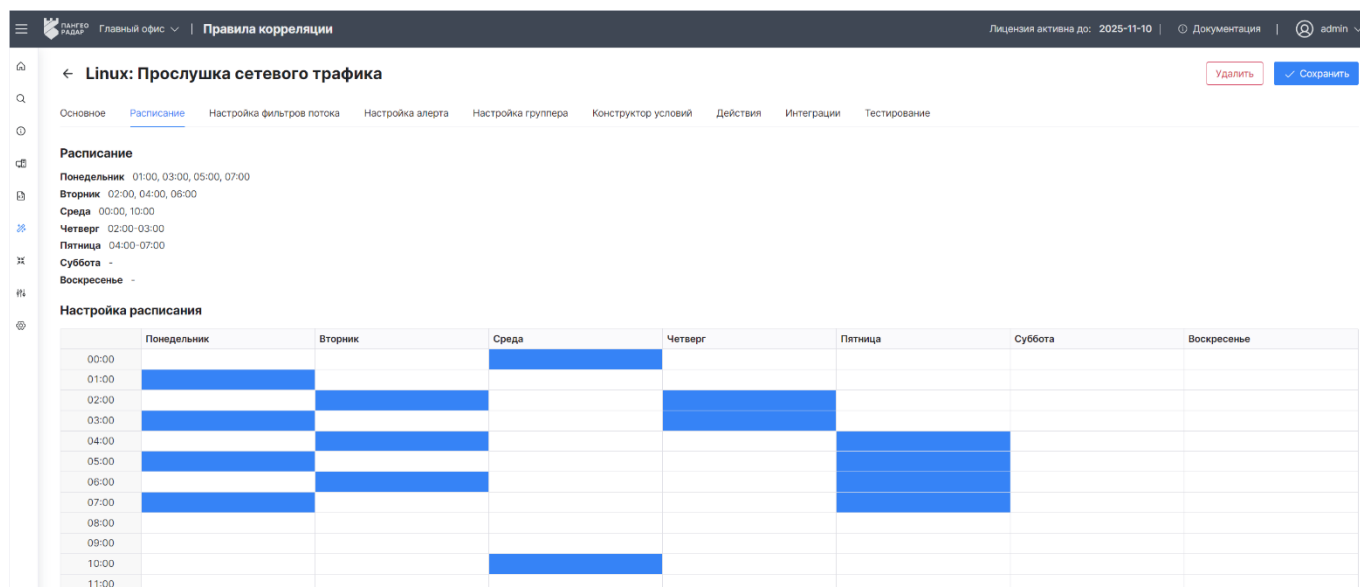 ПАНГЕО РАДАР Главный офис | Правила корреляции Лицензия активна до: 2025-11-10 | Документация | admin
Linux: Прослушка сетевого трафика Удалить Сохранить
Основное Расписание Настройка фильтров потока Настройка алерта Настройка группера Конструктор условий Действия Интеграции Тестирование
Расписание
Понедельник 01:00, 03:00, 05:00, 07:00
Вторник 02:00, 04:00, 06:00
Среда 00:00, 10:00
Четверг 02:00-03:00
Пятница 04:00-07:00
Суббота -
Воскресенье -
Настройка расписания
Понедельник Вторник Среда Четверг Пятница Суббота Воскресенье
00:00
01:00
02:00
03:00
04:00
05:00
06:00
07:00
08:00
09:00
10:00
11:00